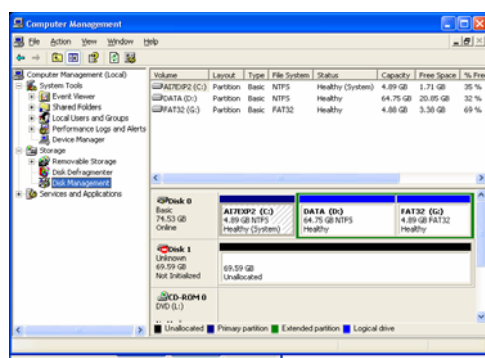 Computer Management
File Action View Window Help
Computer Management (Local)
System Tools
Event Viewer
Shared Folders
Local Users and Groups
Performance Logs and Alerts
Device Manager
Storage
Removable Storage
Disk Defragmenter
Disk Management
Services and Applications
Volume Layout Type File System Status Capacity Free Space % Free
AI7EXP2 (C:) Partition Basic NTFS Healthy (System) 4.89 GB 1.71 GB 35 %
DATA (D:) Partition Basic NTFS Healthy 64.75 GB 20.85 GB 32 %
FAT32 (G:) Partition Basic FAT32 Healthy 4.88 GB 3.38 GB 69 %
Disk 0
Basic
74.53 GB
Online
AI7EXP2 (C:)
4.89 GB NTFS
Healthy (System)
DATA (D:)
64.75 GB NTFS
Healthy
FAT32 (G:)
4.89 GB FAT32
Healthy
Disk 1
Unknown
69.59 GB
Not Initialized
69.59 GB
Unallocated
CD-ROM 0
DVD (L:)
Unallocated Primary partition Extended partition Logical drive